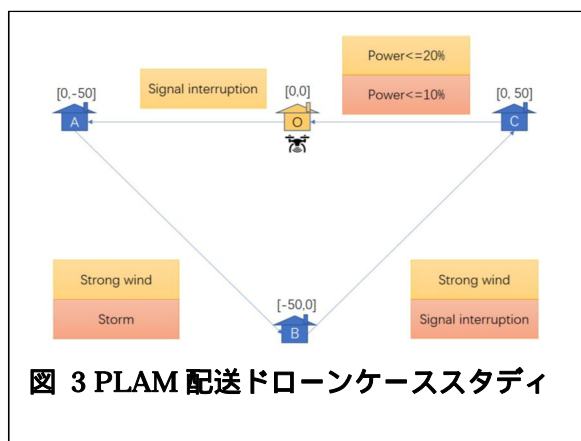 Power<=20%
Signal interruption
[0,0]
Power<=10%
[0,-50]
[0, 50]
A
O
C
Strong wind
Strong wind
Storm
[-50,0]
Signal interruption
B
図 3 PLAM 配送ドローンケーススタディ